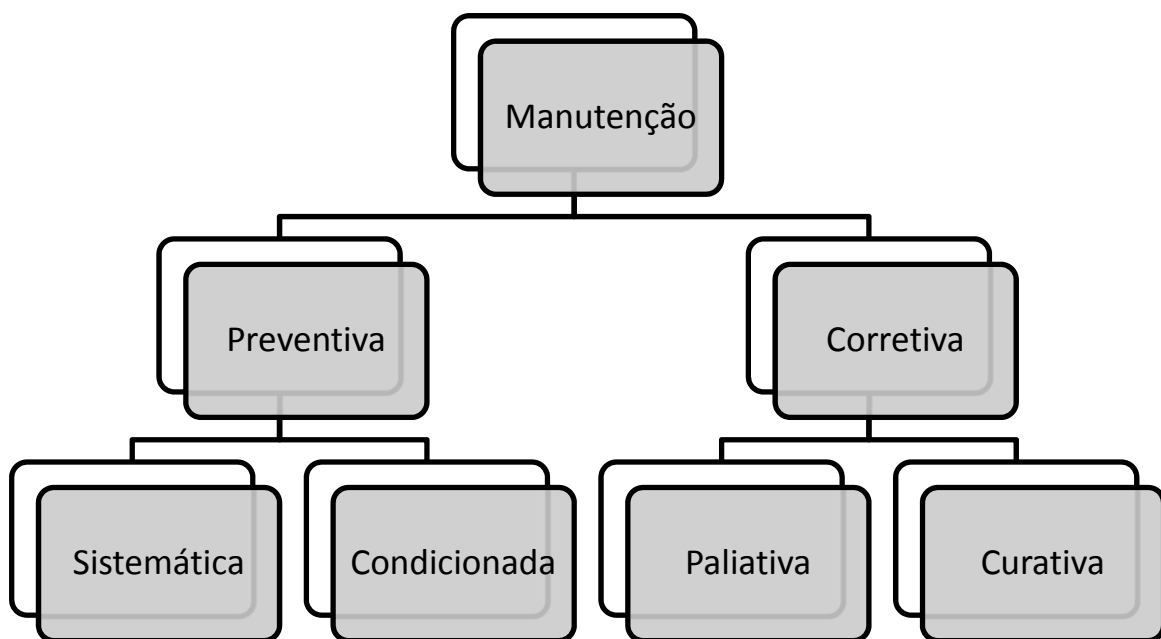 Manutenção
Preventiva
Corretiva
Sistemática
Condicionada
Paliativa
Curativa